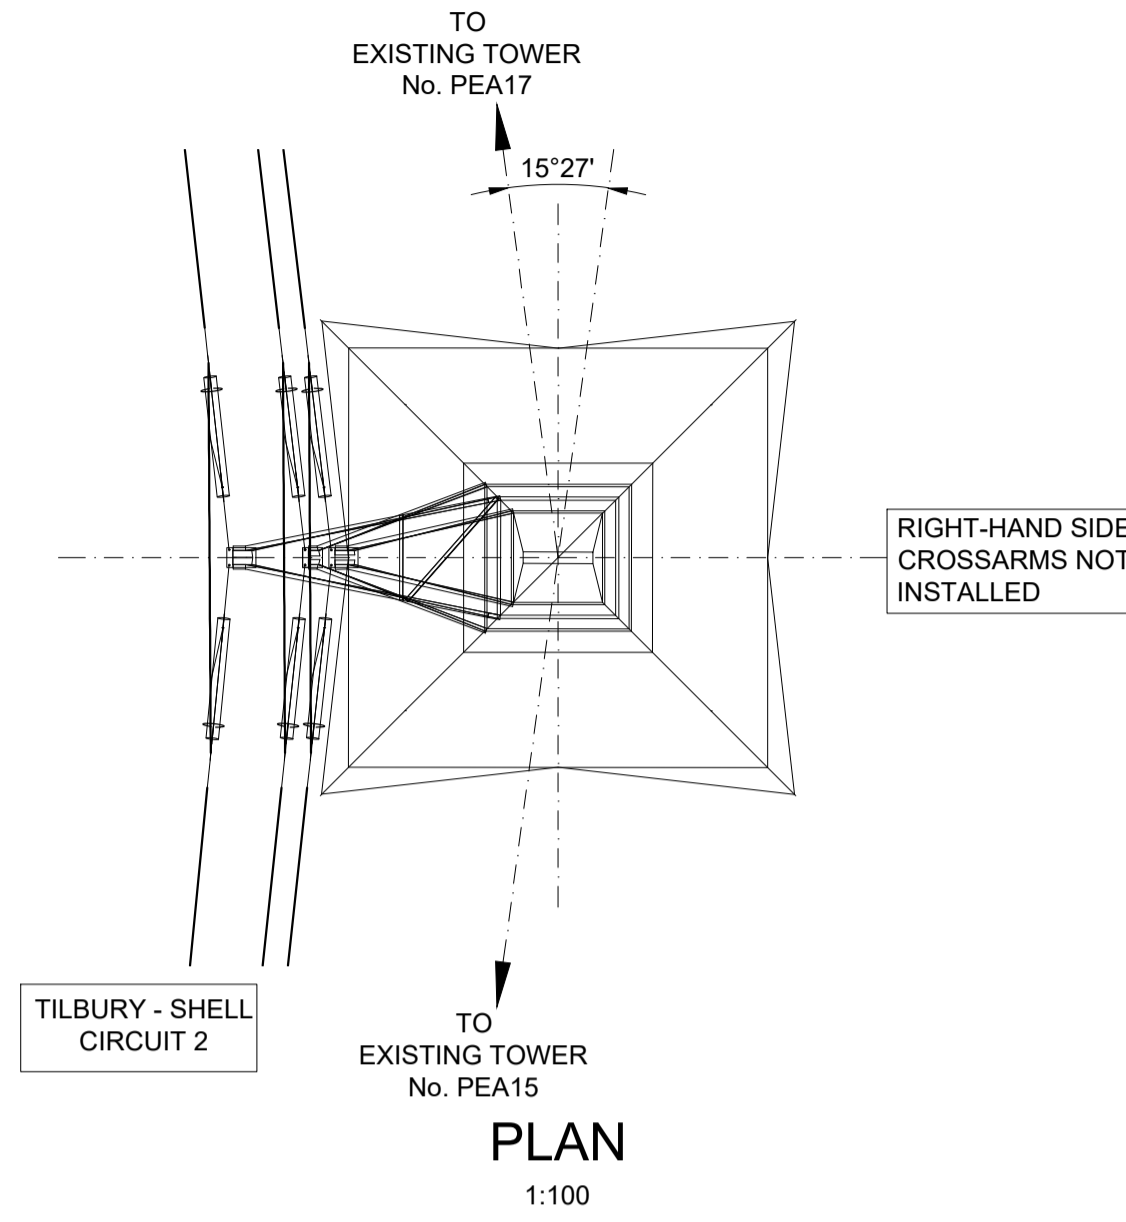 TO
EXISTING TOWER
No. PEA17
15°27'
RIGHT-HAND SIDE
CROSSARMS NOT
INSTALLED
TILBURY - SHELL
CIRCUIT 2
TO
EXISTING TOWER
No. PEA15
PLAN
1:100